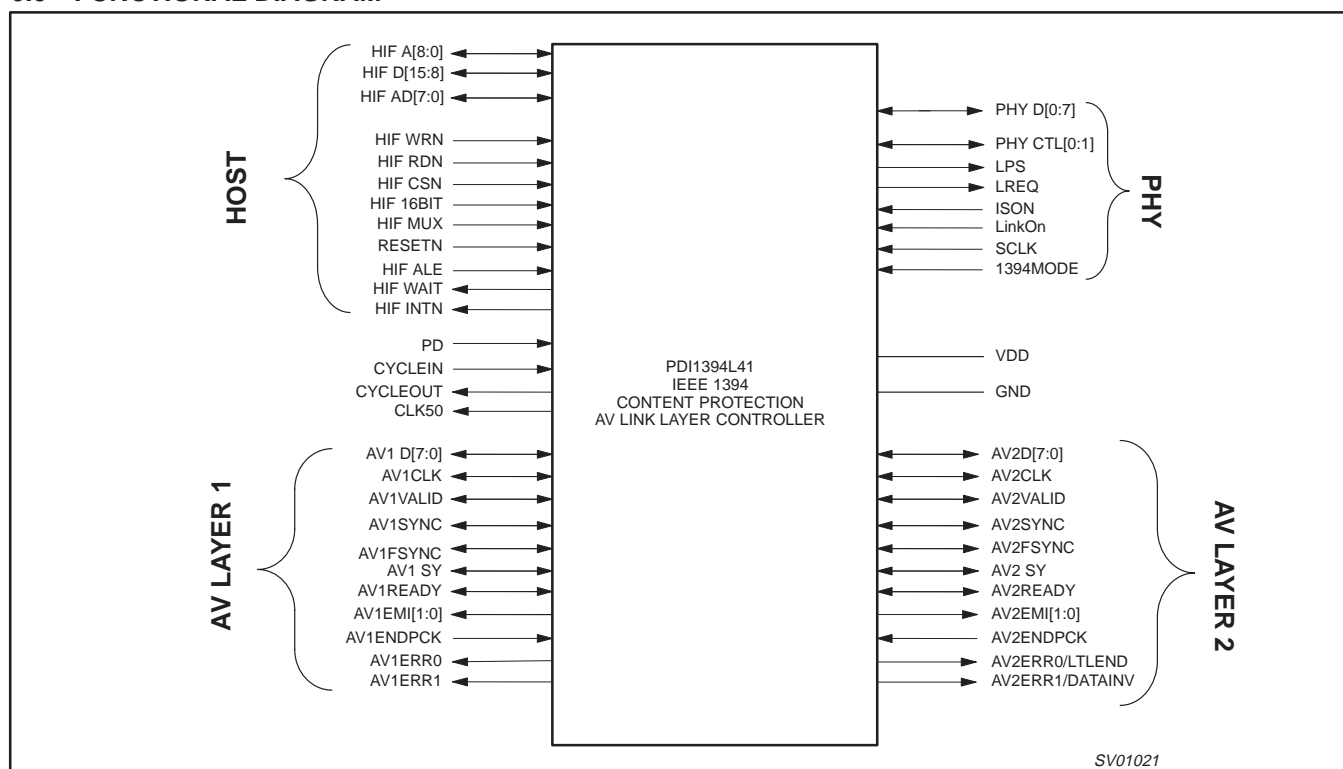 HOST
HIF A[8:0]
HIF D[15:8]
HIF AD[7:0]
HIF WRN
HIF RDN
HIF CSN
HIF 16BIT
HIF MUX
RESETN
HIF ALE
HIF WAIT
HIF INTN
PD
CYCLEIN
CYCLEOUT
CLK50
AV LAYER 1
AV1 D[7:0]
AV1CLK
AV1VALID
AV1SYNC
AV1FSYNC
AV1 SY
AV1READY
AV1EMI[1:0]
AV1ENDPCK
AV1ERR0
AV1ERR1
PDI1394L41
IEEE 1394
CONTENT PROTECTION
AV LINK LAYER CONTROLLER
PHY D[0:7]
PHY CTL[0:1]
LPS
LREQ
ISON
LinkOn
SCLK
1394MODE
PHY
VDD
GND
AV2D[7:0]
AV2CLK
AV2VALID
AV2SYNC
AV2FSYNC
AV2 SY
AV2READY
AV2EMI[1:0]
AV2ENDPCK
AV2ERR0/LTLEND
AV2ERR1/DATAINV
AV LAYER 2
SV01021